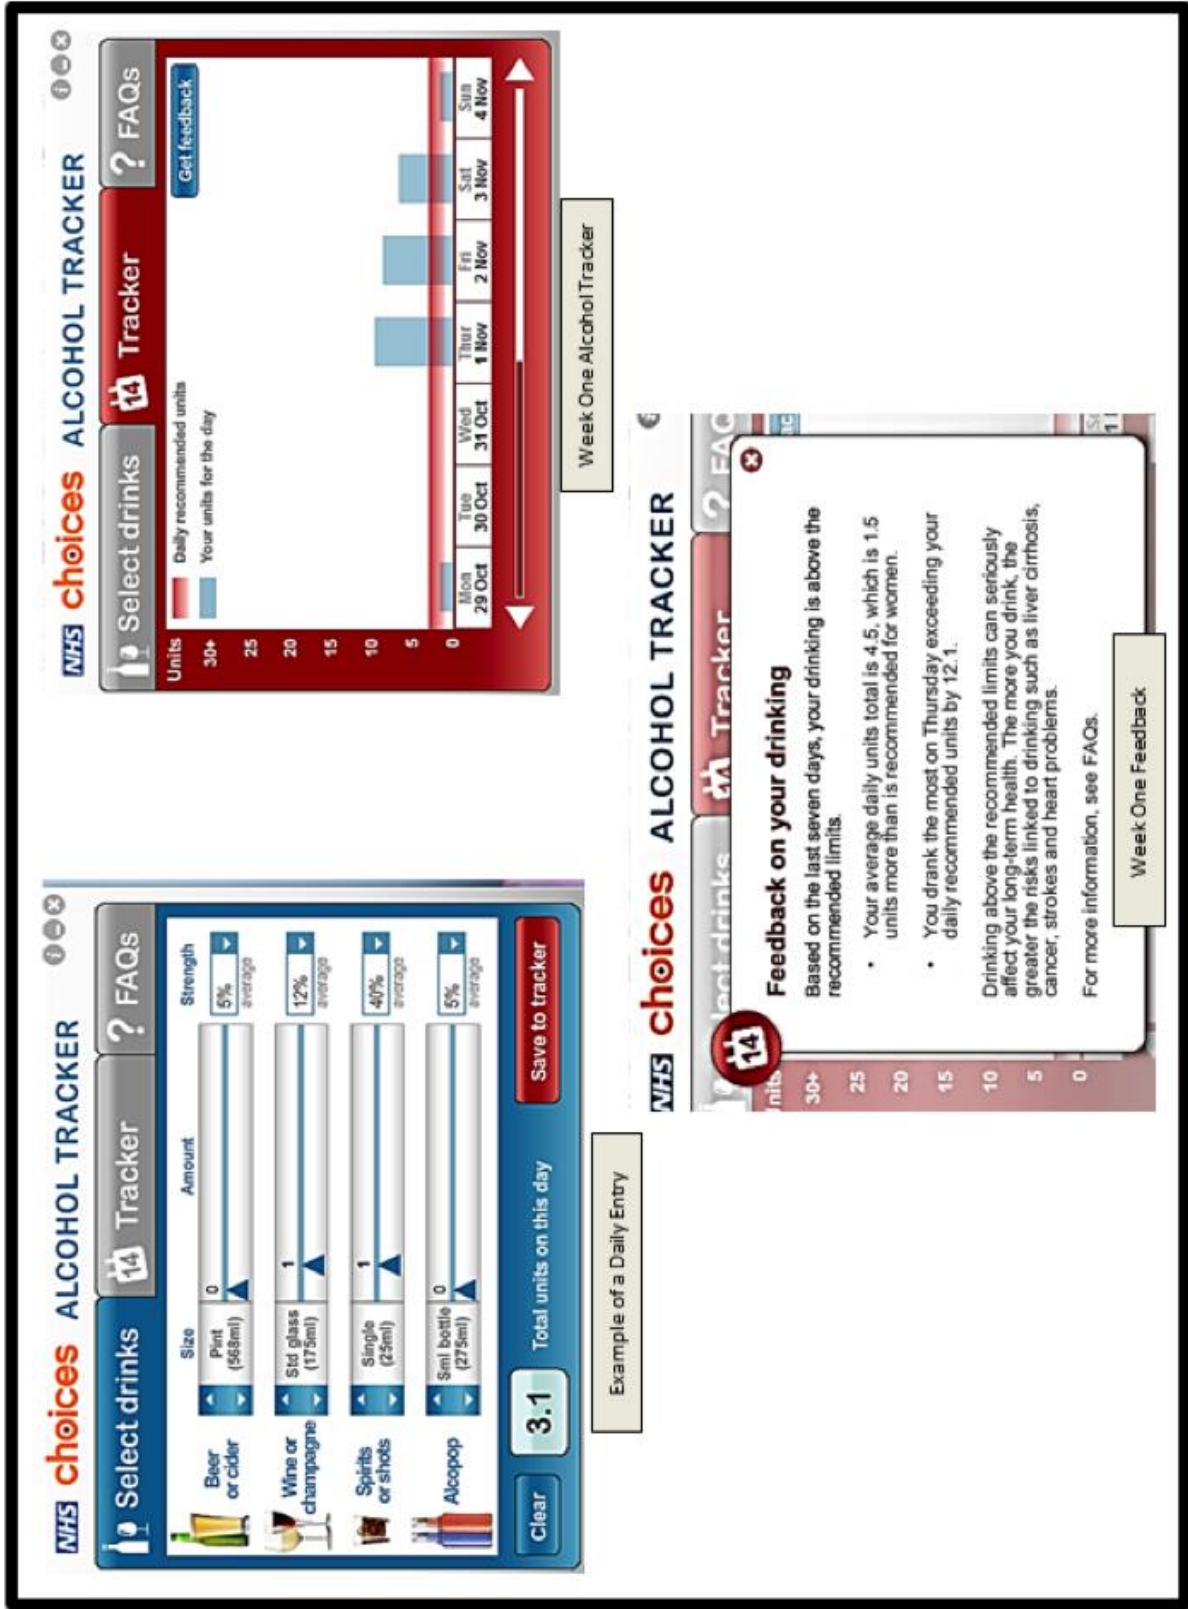 NHS choices ALCOHOL TRACKER
Select drinks
14 Tracker
? FAQs
Size Amount Strength
Beer
or cider
Pint
(568ml)
0
5%
average
Wine or
champagne
Std glass
(175ml)
1
12%
average
Spirits
or shots
Single
(25ml)
1
40%
average
Alcopop
Sml bottle
(275ml)
0
5%
average
Clear
3.1
Total units on this day
Save to tracker
Example of a Daily Entry
NHS choices ALCOHOL TRACKER
Select drinks
14 Tracker
? FAQs
Units
Daily recommended units
Your units for the day
Get feedback
30+
25
20
15
10
5
0
Mon
29 Oct
Tue
30 Oct
Wed
31 Oct
Thur
1 Nov
Fri
2 Nov
Sat
3 Nov
Sun
4 Nov
Week One Alcohol Tracker
NHS choices ALCOHOL TRACKER
lect drinks
Tracker
? FAQ
14
nits
30+
25
20
15
10
5
0
Feedback on your drinking
Based on the last seven days, your drinking is above the
recommended limits.
• Your average daily units total is 4.5, which is 1.5
units more than is recommended for women.
• You drank the most on Thursday exceeding your
daily recommended units by 12.1.
Drinking above the recommended limits can seriously
affect your long-term health. The more you drink, the
greater the risks linked to drinking such as liver cirrhosis,
cancer, strokes and heart problems.
For more information, see FAQs.
Week One Feedback